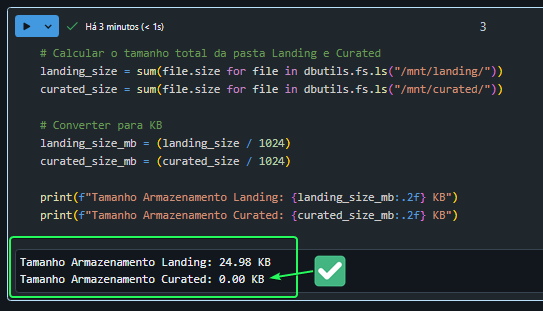 Há 3 minutos (< 1s)
3
# Calcular o tamanho total da pasta Landing e Curated
landing_size = sum(file.size for file in dbutils.fs.ls("/mnt/landing/"))
curated_size = sum(file.size for file in dbutils.fs.ls("/mnt/curated/"))
# Converter para KB
landing_size_mb = (landing_size / 1024)
curated_size_mb = (curated_size / 1024)
print(f"Tamanho Armazenamento Landing: {landing_size_mb:.2f} KB")
print(f"Tamanho Armazenamento Curated: {curated_size_mb:.2f} KB")
Tamanho Armazenamento Landing: 24.98 KB
Tamanho Armazenamento Curated: 0.00 KB